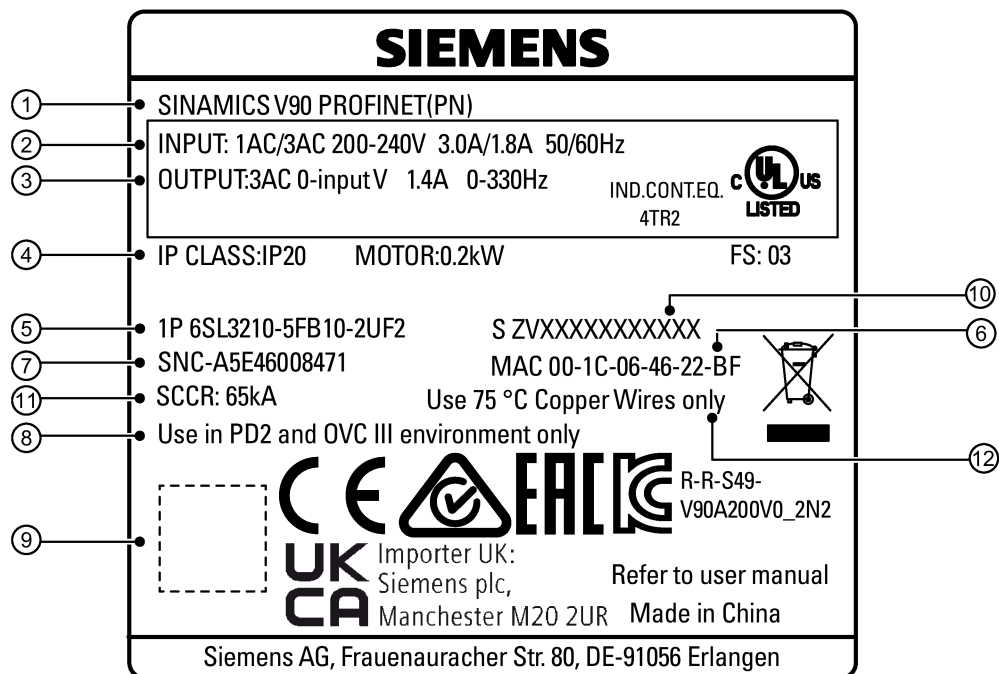 SIEMENS
① SINAMICS V90 PROFINET(PN)
② INPUT: 1AC/3AC 200-240V 3.0A/1.8A 50/60Hz
③ OUTPUT:3AC 0-input V 1.4A 0-330Hz
IND.CONT.EQ.
4TR2
C UL US
LISTED
④ IP CLASS:IP20 MOTOR:0.2kW FS: 03
⑩
⑤ 1P 6SL3210-5FB10-2UF2 S ZVXXXXXXXXXXX ⑥
⑦ SNC-A5E46008471 MAC 00-1C-06-46-22-BF
⑪ SCCR: 65kA Use 75 °C Copper Wires only
⑧ Use in PD2 and OVC III environment only
⑫
CE EAC R-R-S49-
V90A200V0_2N2
⑨
UK
CA
Importer UK:
Siemens plc,
Manchester M20 2UR
Refer to user manual
Made in China
Siemens AG, Frauenauracher Str. 80, DE-91056 Erlangen